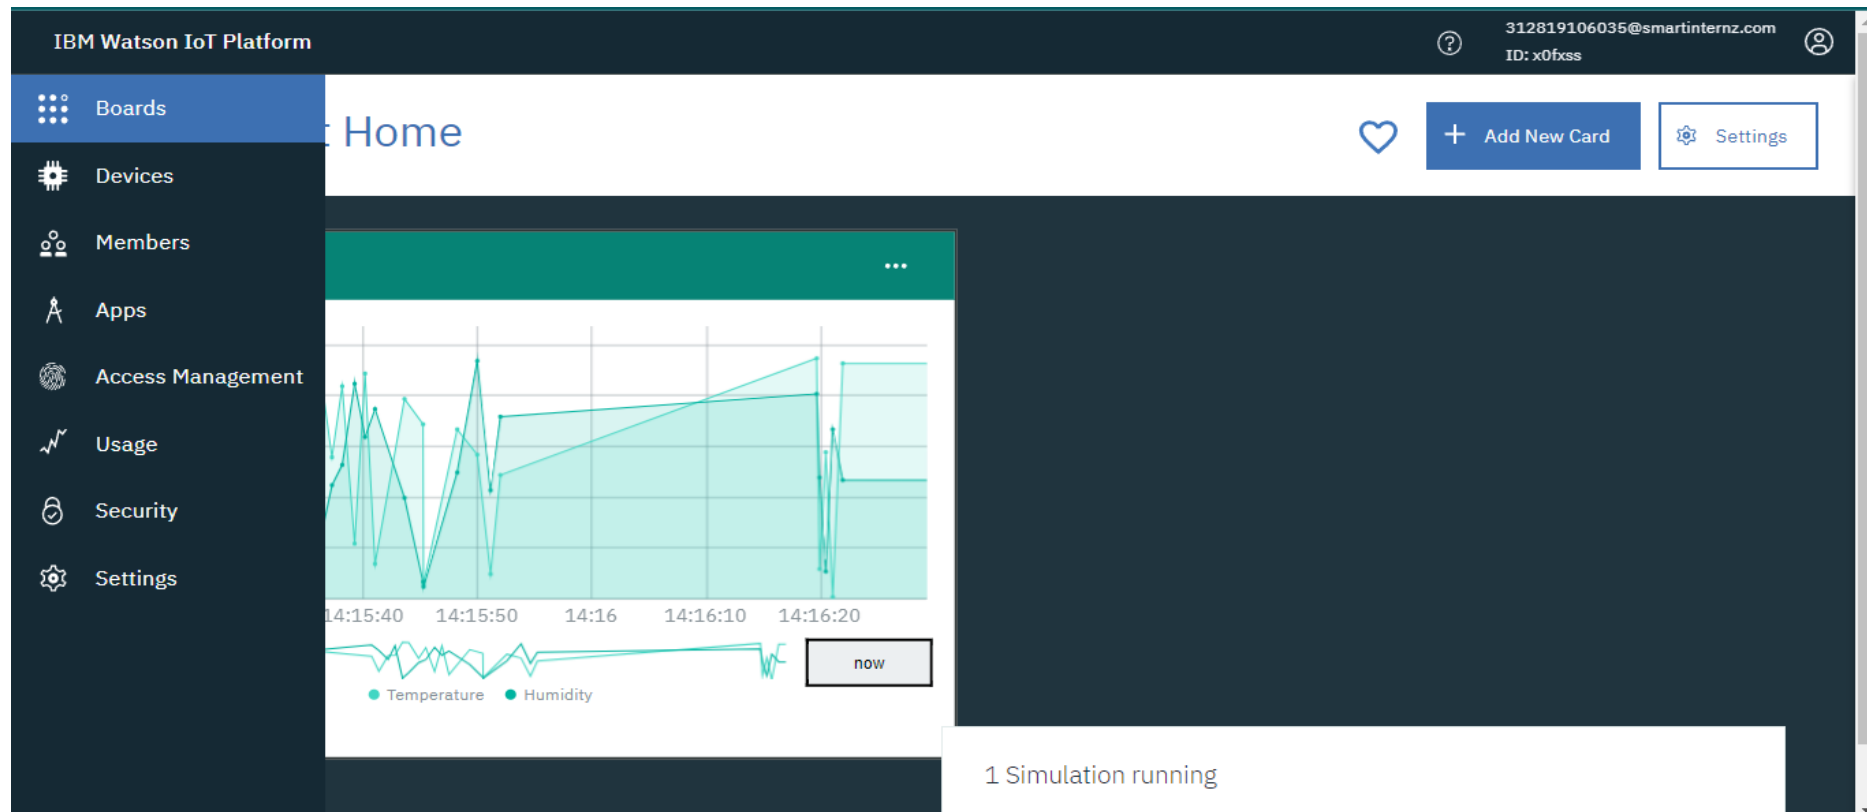 IBM Watson IoT Platform
312819106035@smartinternz.com
ID: x0fxss
Boards
Devices
Members
Apps
Access Management
Usage
Security
Settings
Home
Add New Card
Settings
14:15:40 14:15:50 14:16 14:16:10 14:16:20
now
Temperature Humidity
1 Simulation running